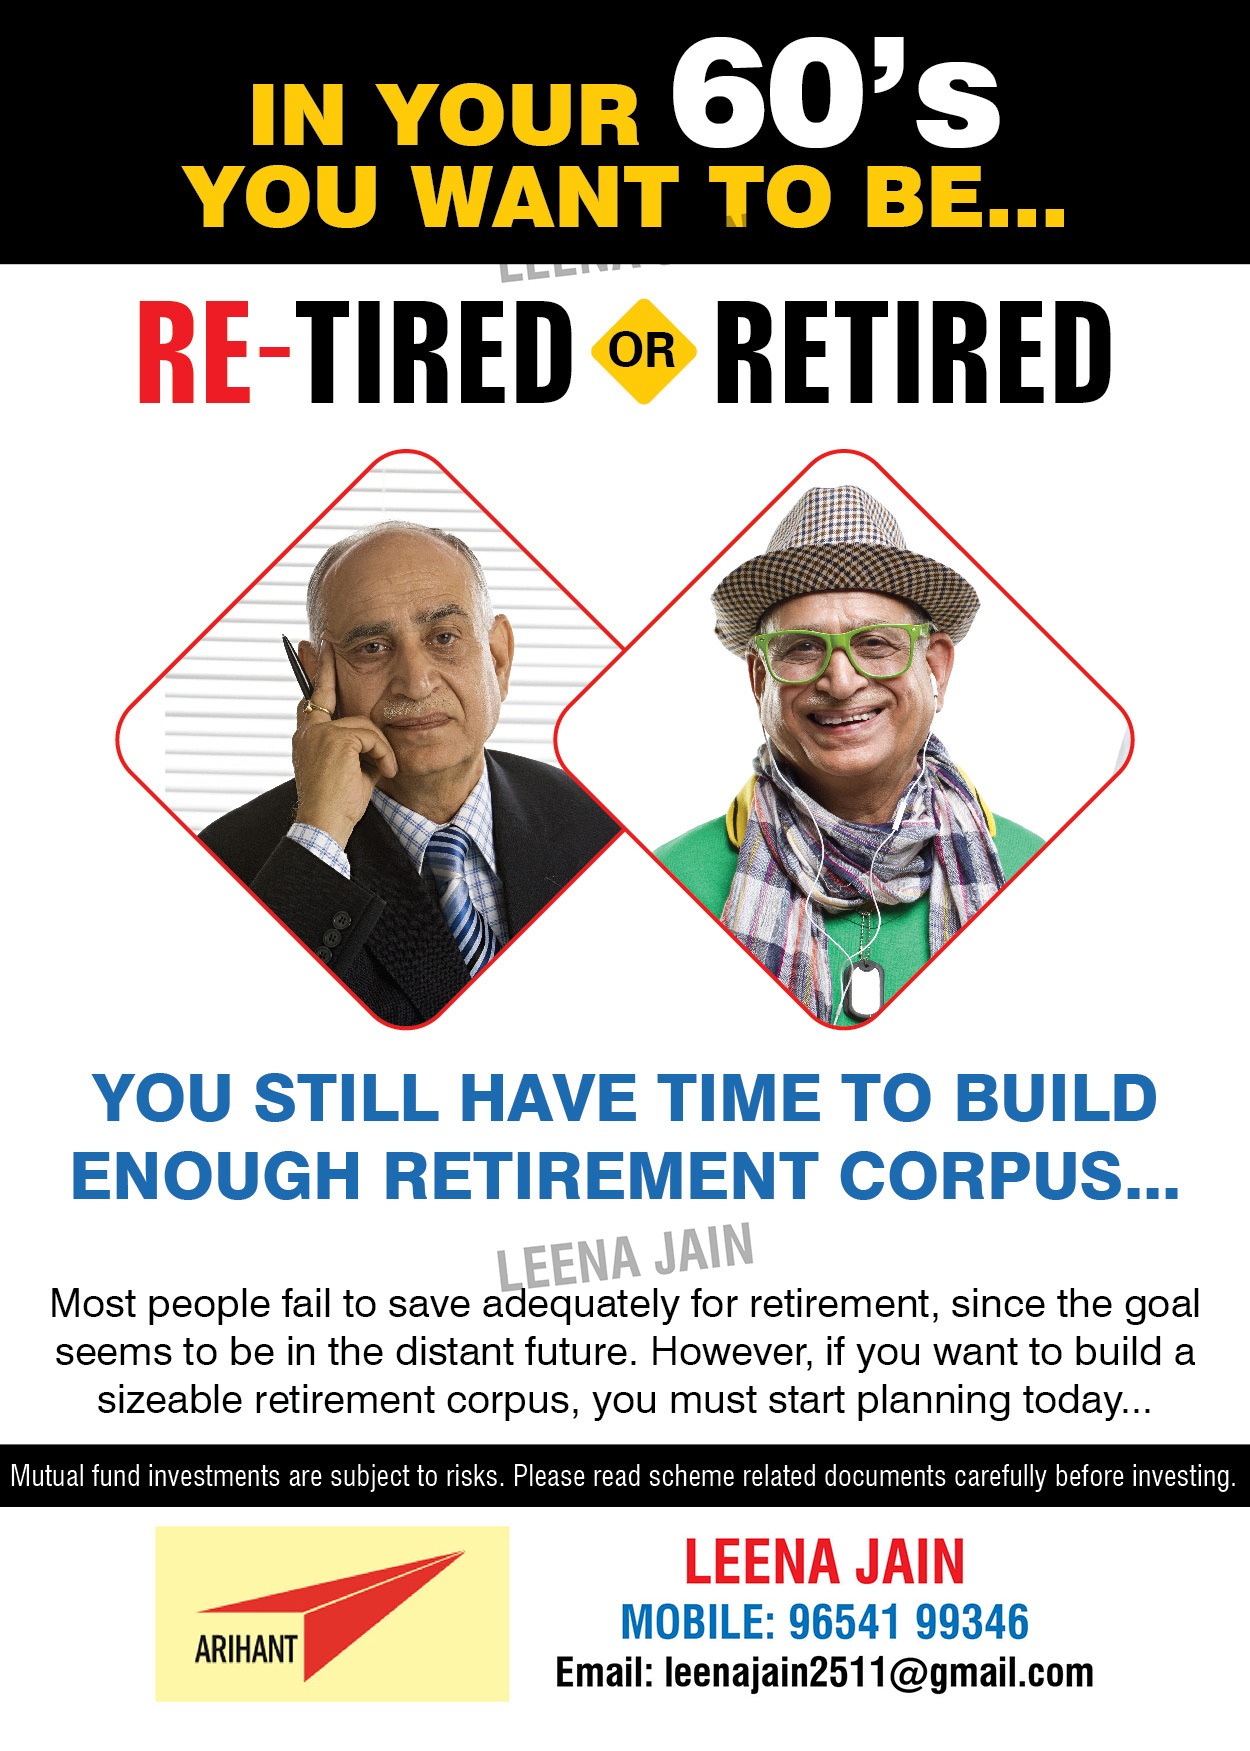 IN YOUR 60's
YOU WANT TO BE...
LEENA
RE-TIRED OR RETIRED
YOU STILL HAVE TIME TO BUILD
ENOUGH RETIREMENT CORPUS...
LEENA JAIN
Most people fail to save adequately for retirement, since the goal
seems to be in the distant future. However, if you want to build a
sizeable retirement corpus, you must start planning today...
Mutual fund investments are subject to risks. Please read scheme related documents carefully before investing.
ARIHANT
LEENA JAIN
MOBILE: 96541 99346
Email: leenajain2511@gmail.com